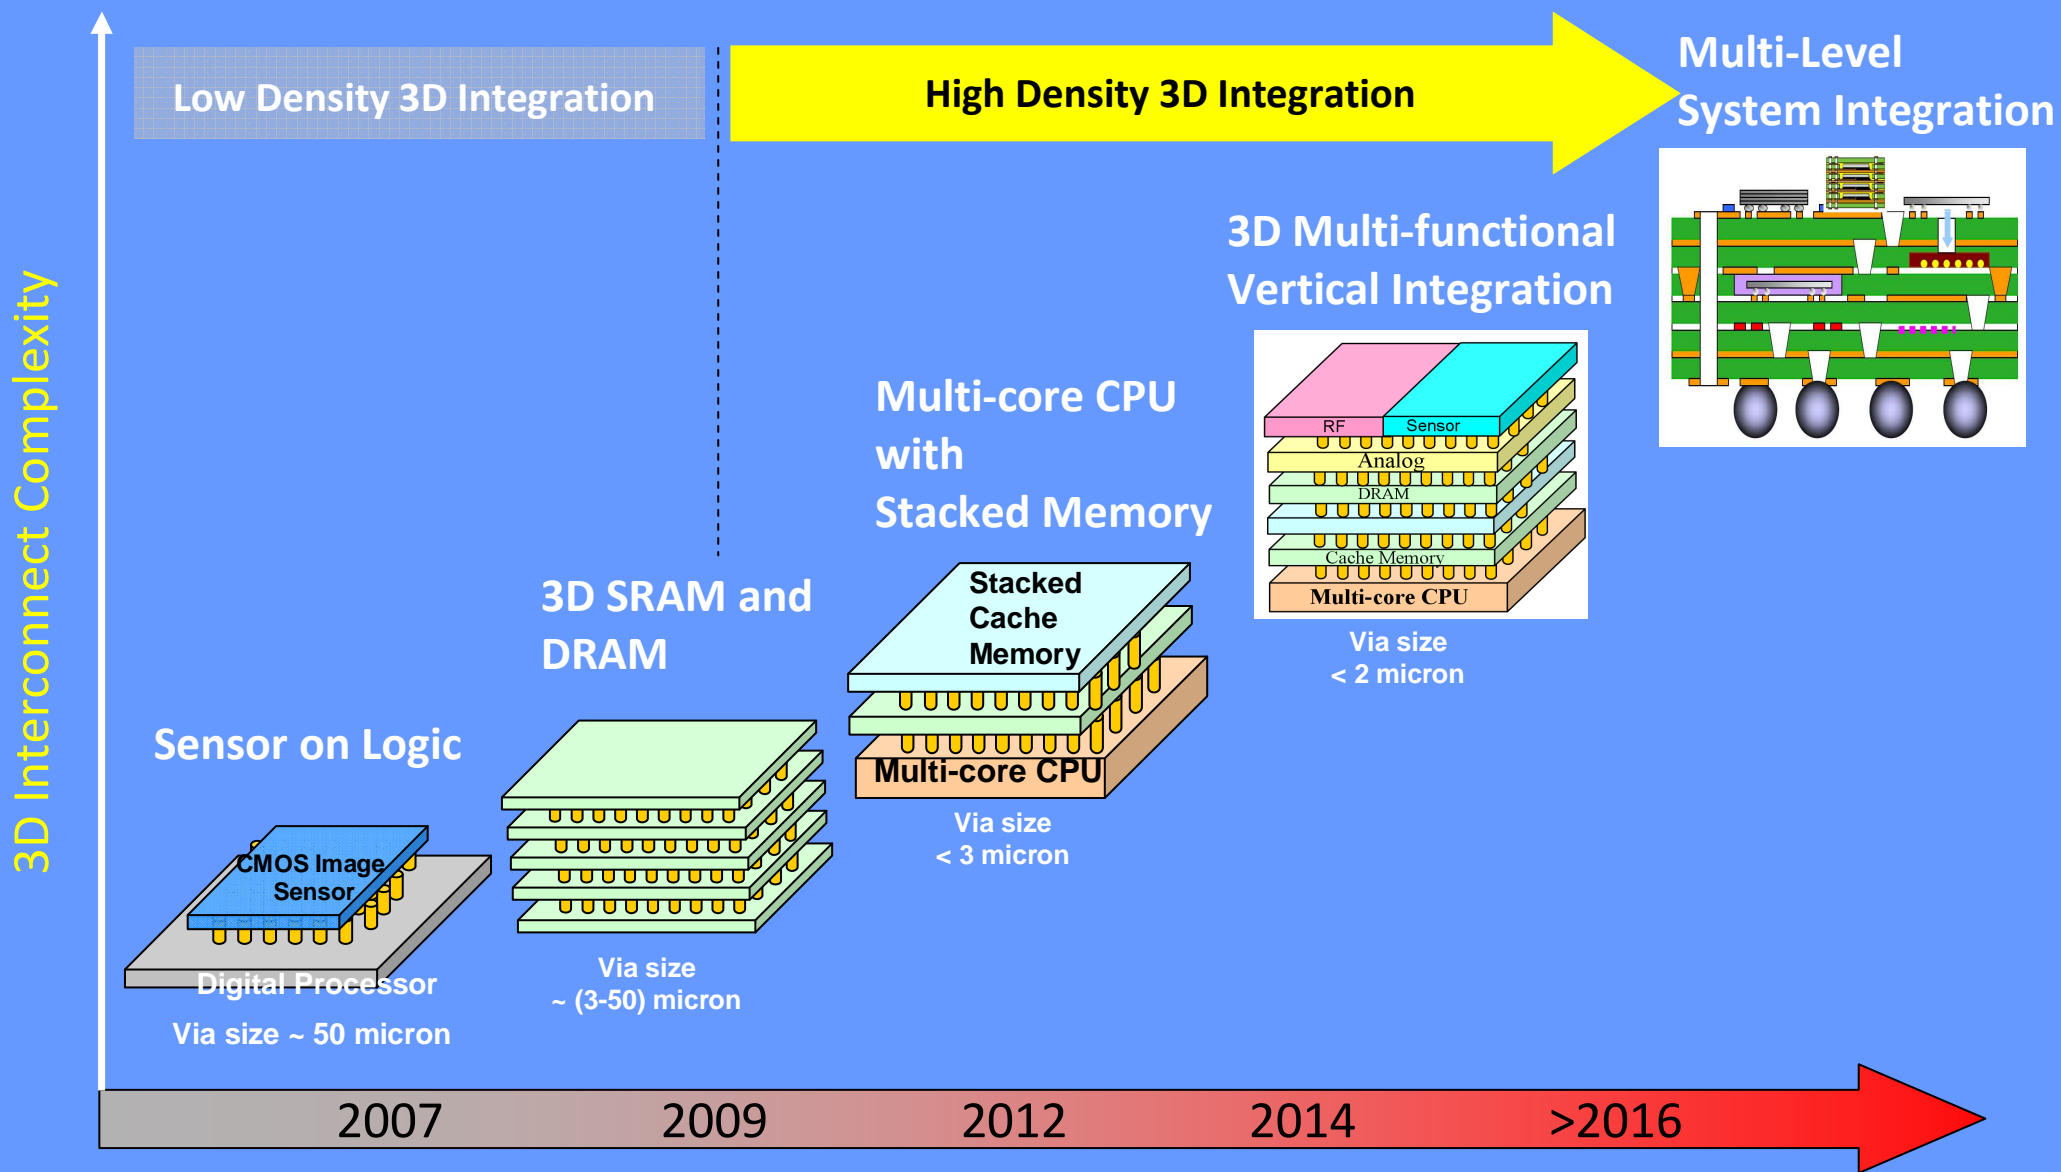 Low Density 3D Integration
High Density 3D Integration
Multi-Level
System Integration
3D Interconnect Complexity
3D Multi-functional
Vertical Integration
RF
Sensor
Analog
DRAM
Cache Memory
Multi-core CPU
Via size
< 2 micron
Multi-core CPU
with
Stacked Memory
Stacked
Cache
Memory
Multi-core CPU
Via size
< 3 micron
3D SRAM and
DRAM
Via size
~ (3-50) micron
Sensor on Logic
CMOS Image
Sensor
Digital Processor
Via size ~ 50 micron
2007
2009
2012
2014
>2016